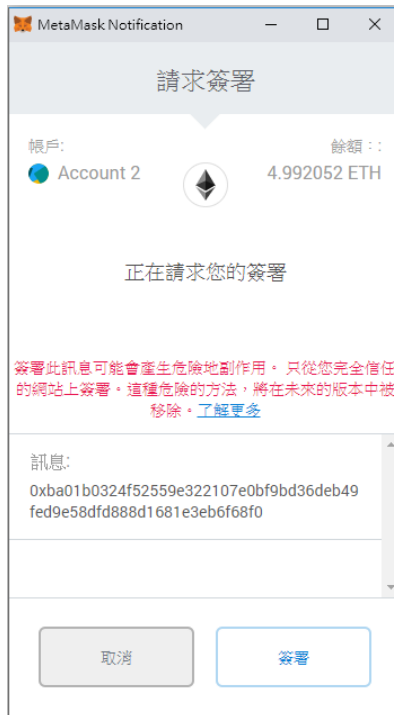 MetaMask Notification
請求簽署
帳戶:
餘額：:
Account 2
4.992052 ETH
正在請求您的簽署
簽署此訊息可能會產生危險地副作用。 只從您完全信任
的網站上簽署。這種危險的方法，將在未來的版本中被
移除。了解更多
訊息:
0xba01b0324f52559e322107e0bf9bd36deb49
fed9e58dfd888d1681e3eb6f68f0
取消
簽署